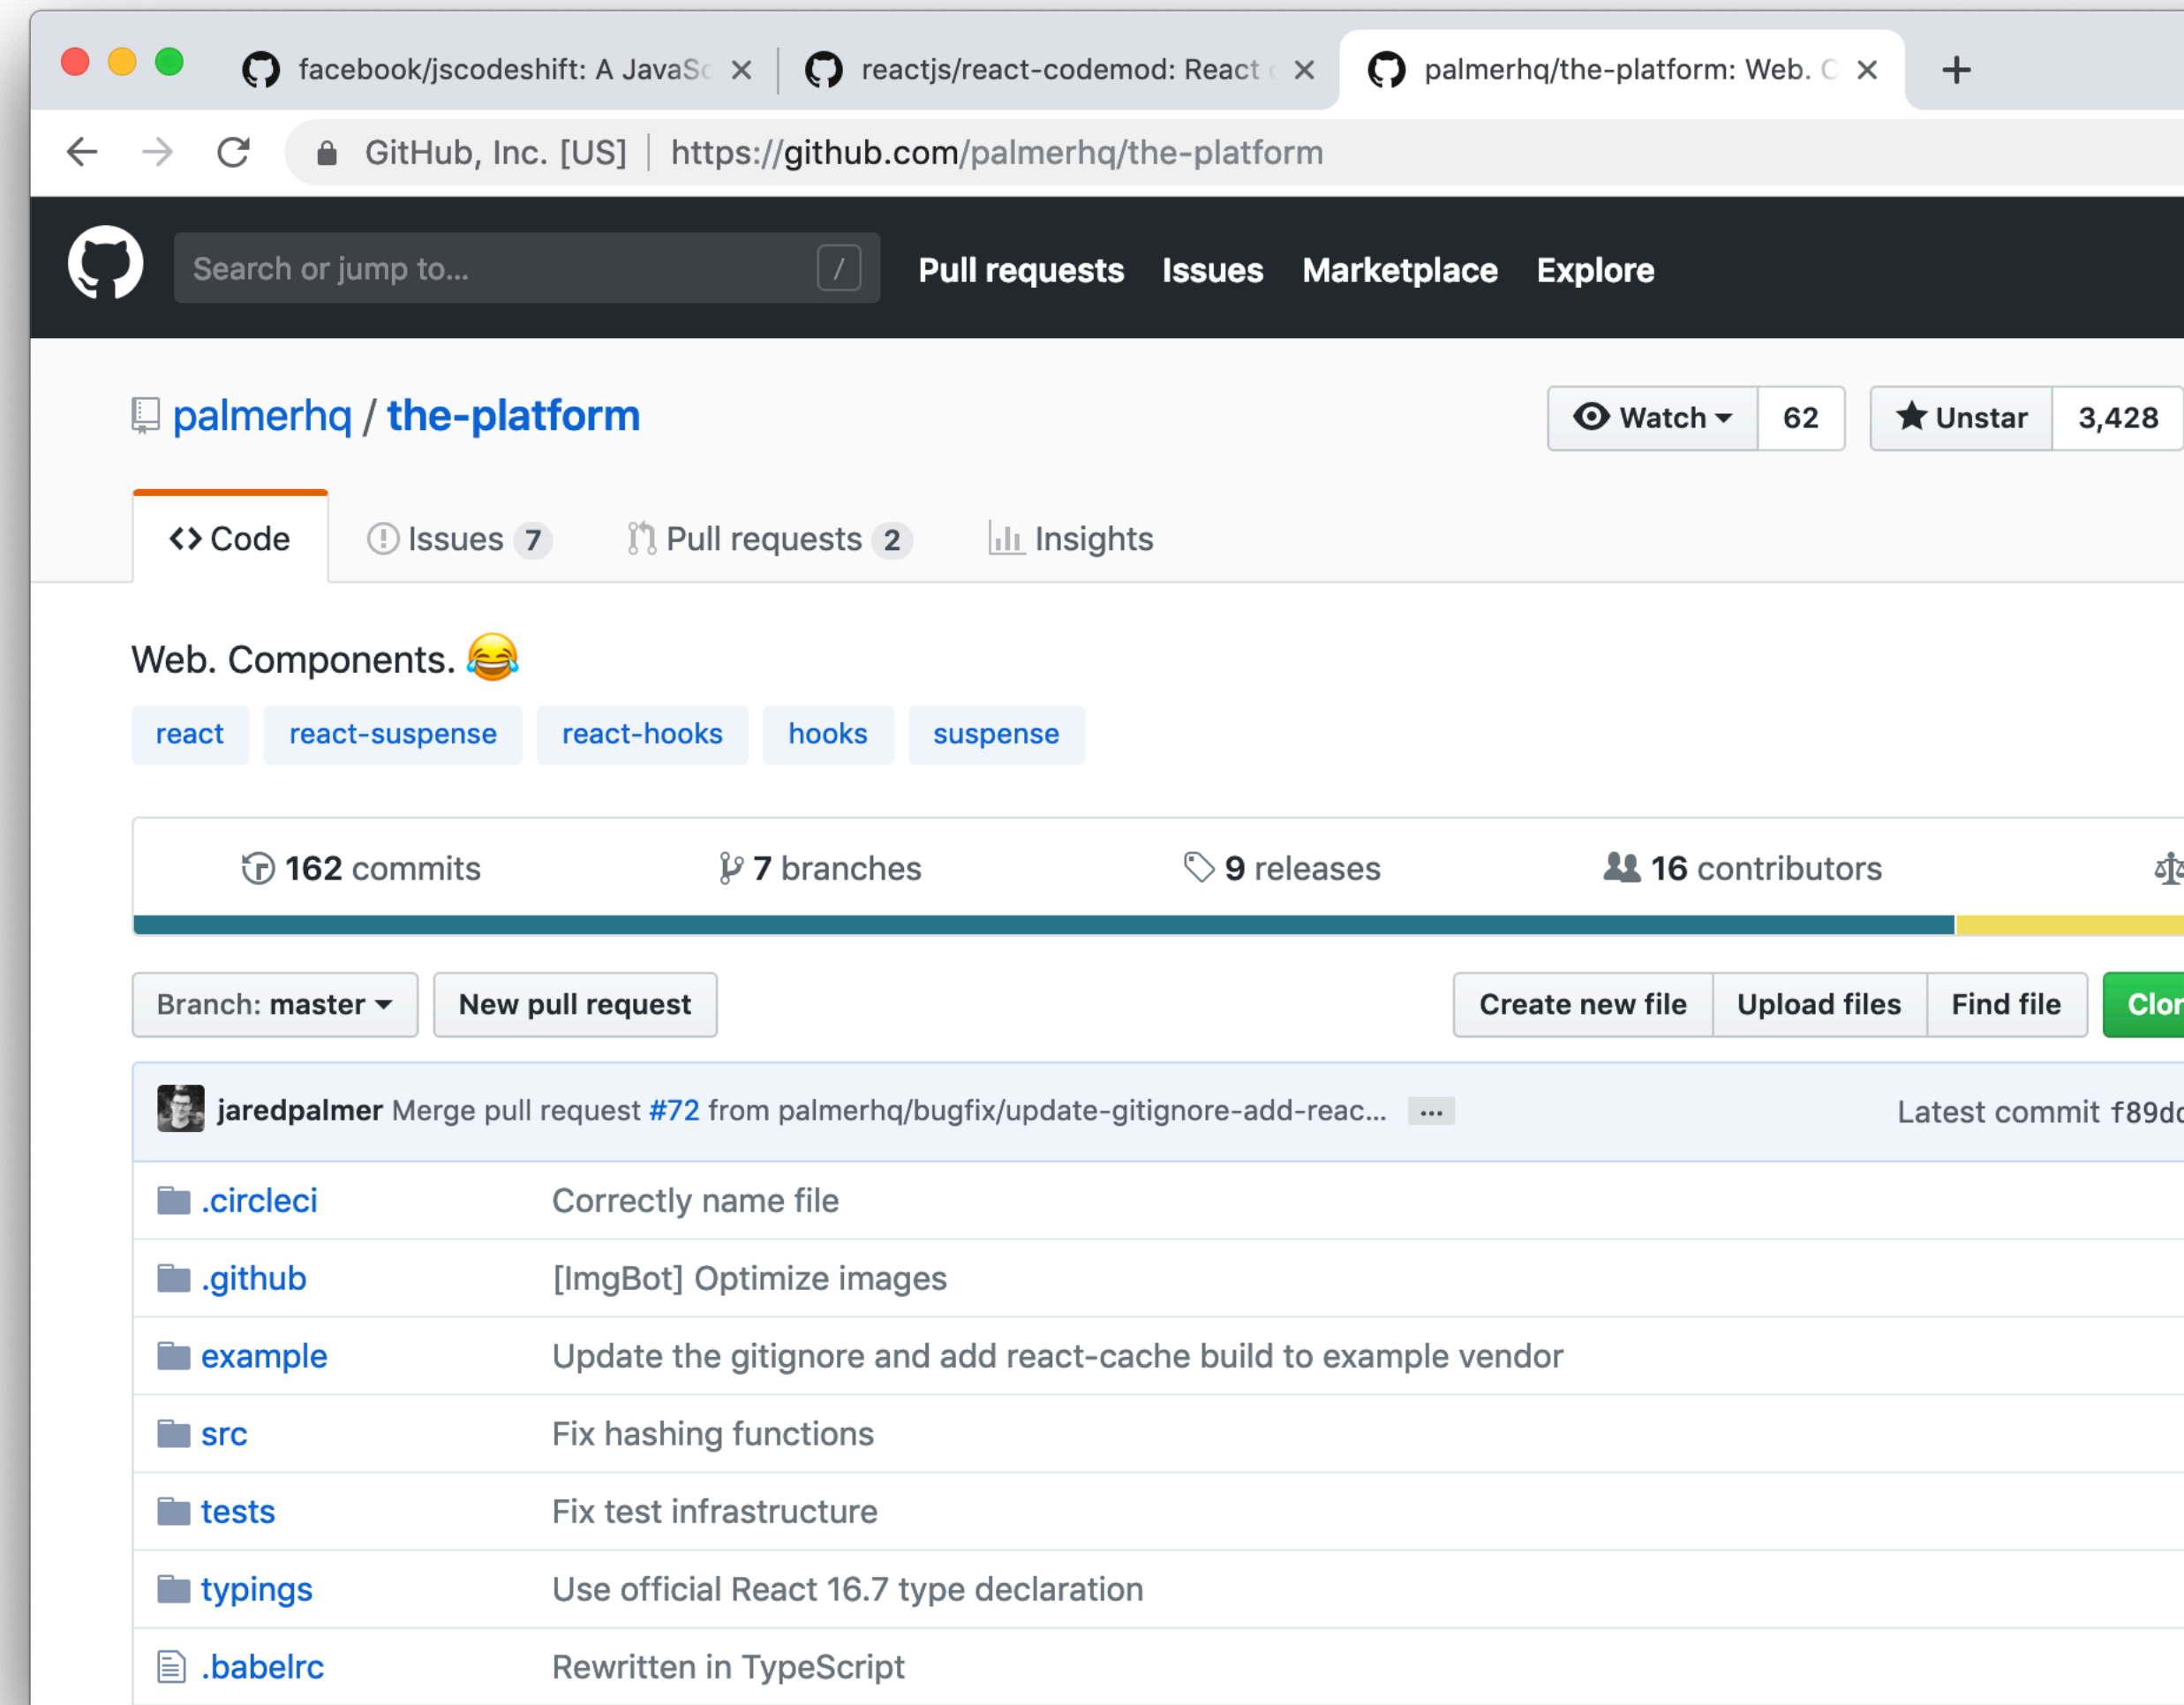 facebook/jscodeshift: A JavaSc
reactjs/react-codemod: React
palmerhq/the-platform: Web. C
GitHub, Inc. [US] https://github.com/palmerhq/the-platform
Search or jump to... /
Pull requests Issues Marketplace Explore
palmerhq / the-platform
Watch 62 Unstar 3,428
Code Issues 7 Pull requests 2 Insights
Web. Components. 😂
react react-suspense react-hooks hooks suspense
162 commits 7 branches 9 releases 16 contributors
Branch: master New pull request Create new file Upload files Find file
jaredpalmer Merge pull request #72 from palmerhq/bugfix/update-gitignore-add-reac... ... Latest commit
.circleci Correctly name file
.github [ImgBot] Optimize images
example Update the gitignore and add react-cache build to example vendor
src Fix hashing functions
tests Fix test infrastructure
typings Use official React 16.7 type declaration
.babelrc Rewritten in TypeScript